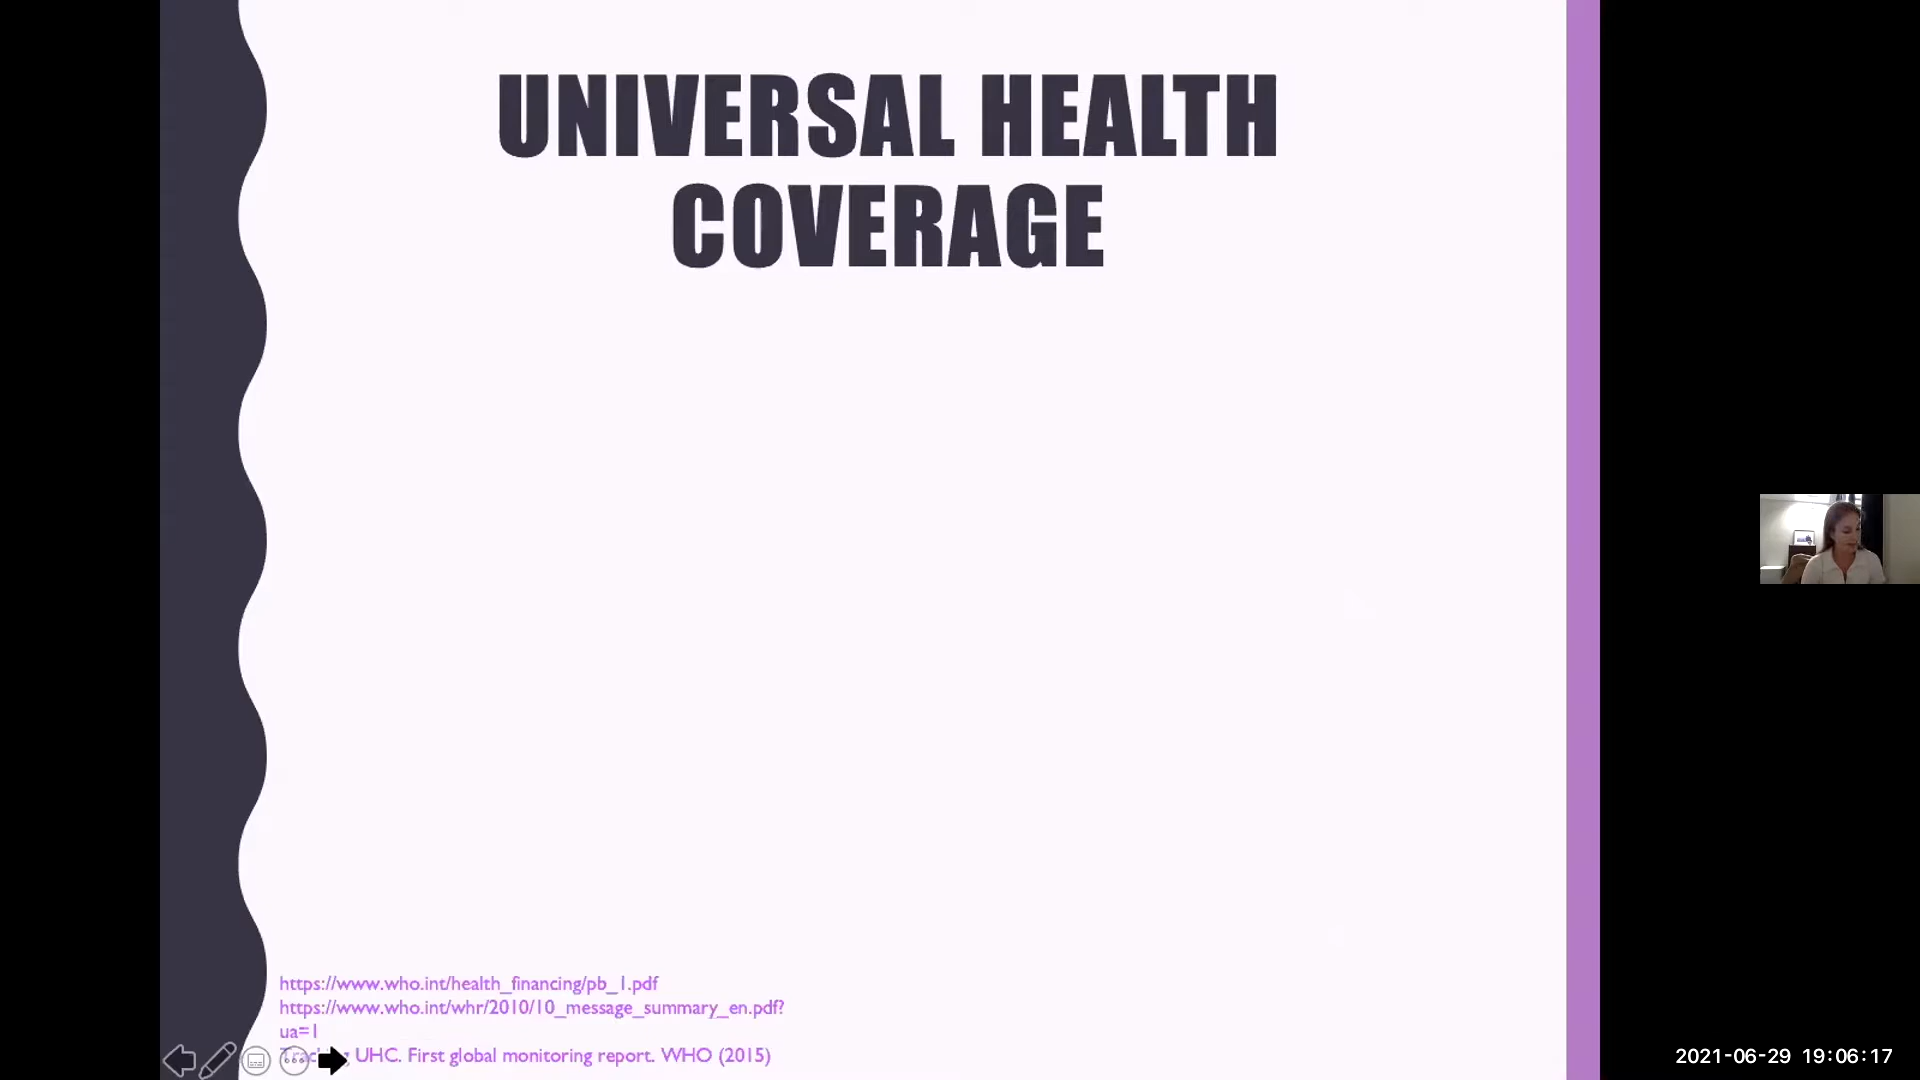 UNIVERSAL HEALTH
COVERAGE
https://www.who.int/health_financing/pb_1.pdf
https://www.who.int/whr/2010/10_message_summary_en.pdf?
ua=1
UHC. First global monitoring report. WHO (2015)
2021-06-29 19:06:17